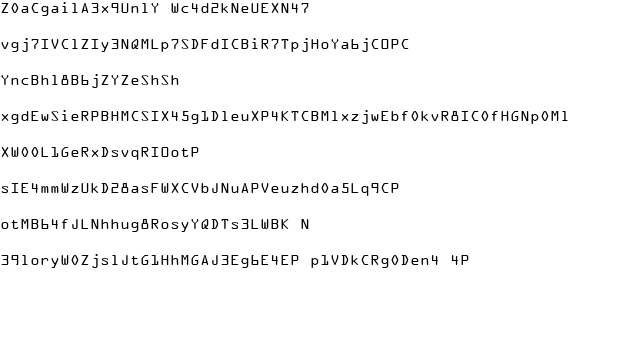 Z0aCgailA3x9UnlY Wc4d2kNeUEXN47
vgj7IVClZIy3NQMLp7SDFdICBiR7TpjHoYa6jCOPC
YncBhl8B6jZYZeShSh
xgdEwSieRPBHMCSIX45g1DleuXP4KTCBMlxzjwEbf0kvR8IC0fHGNp0Ml
XW00L1GeRxDsvqRIOotP
sIE4mmWzUkD28asFWXCVbJNuAPVeuzhd0a5Lq9CP
otMB64fJLNhhug8RosyYQDTs3LWBK N
39loryW0ZjslJtG1HhMGAJ3Eg6E4EP p1VDkCRg0Den4 4P